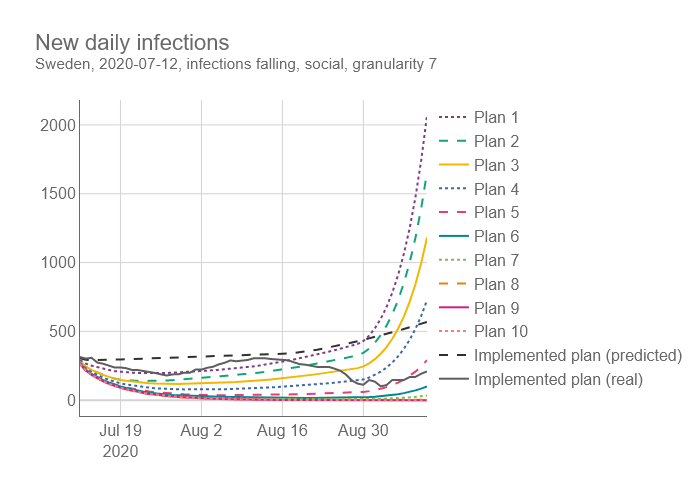 New daily infections
Sweden, 2020-07-12, infections falling, social, granularity 7
2000
1500
1000
500
0
Jul 19
2020
Aug 2
Aug 16
Aug 30
Plan 1
Plan 2
Plan 3
Plan 4
Plan 5
Plan 6
Plan 7
Plan 8
Plan 9
Plan 10
Implemented plan (predicted)
Implemented plan (real)